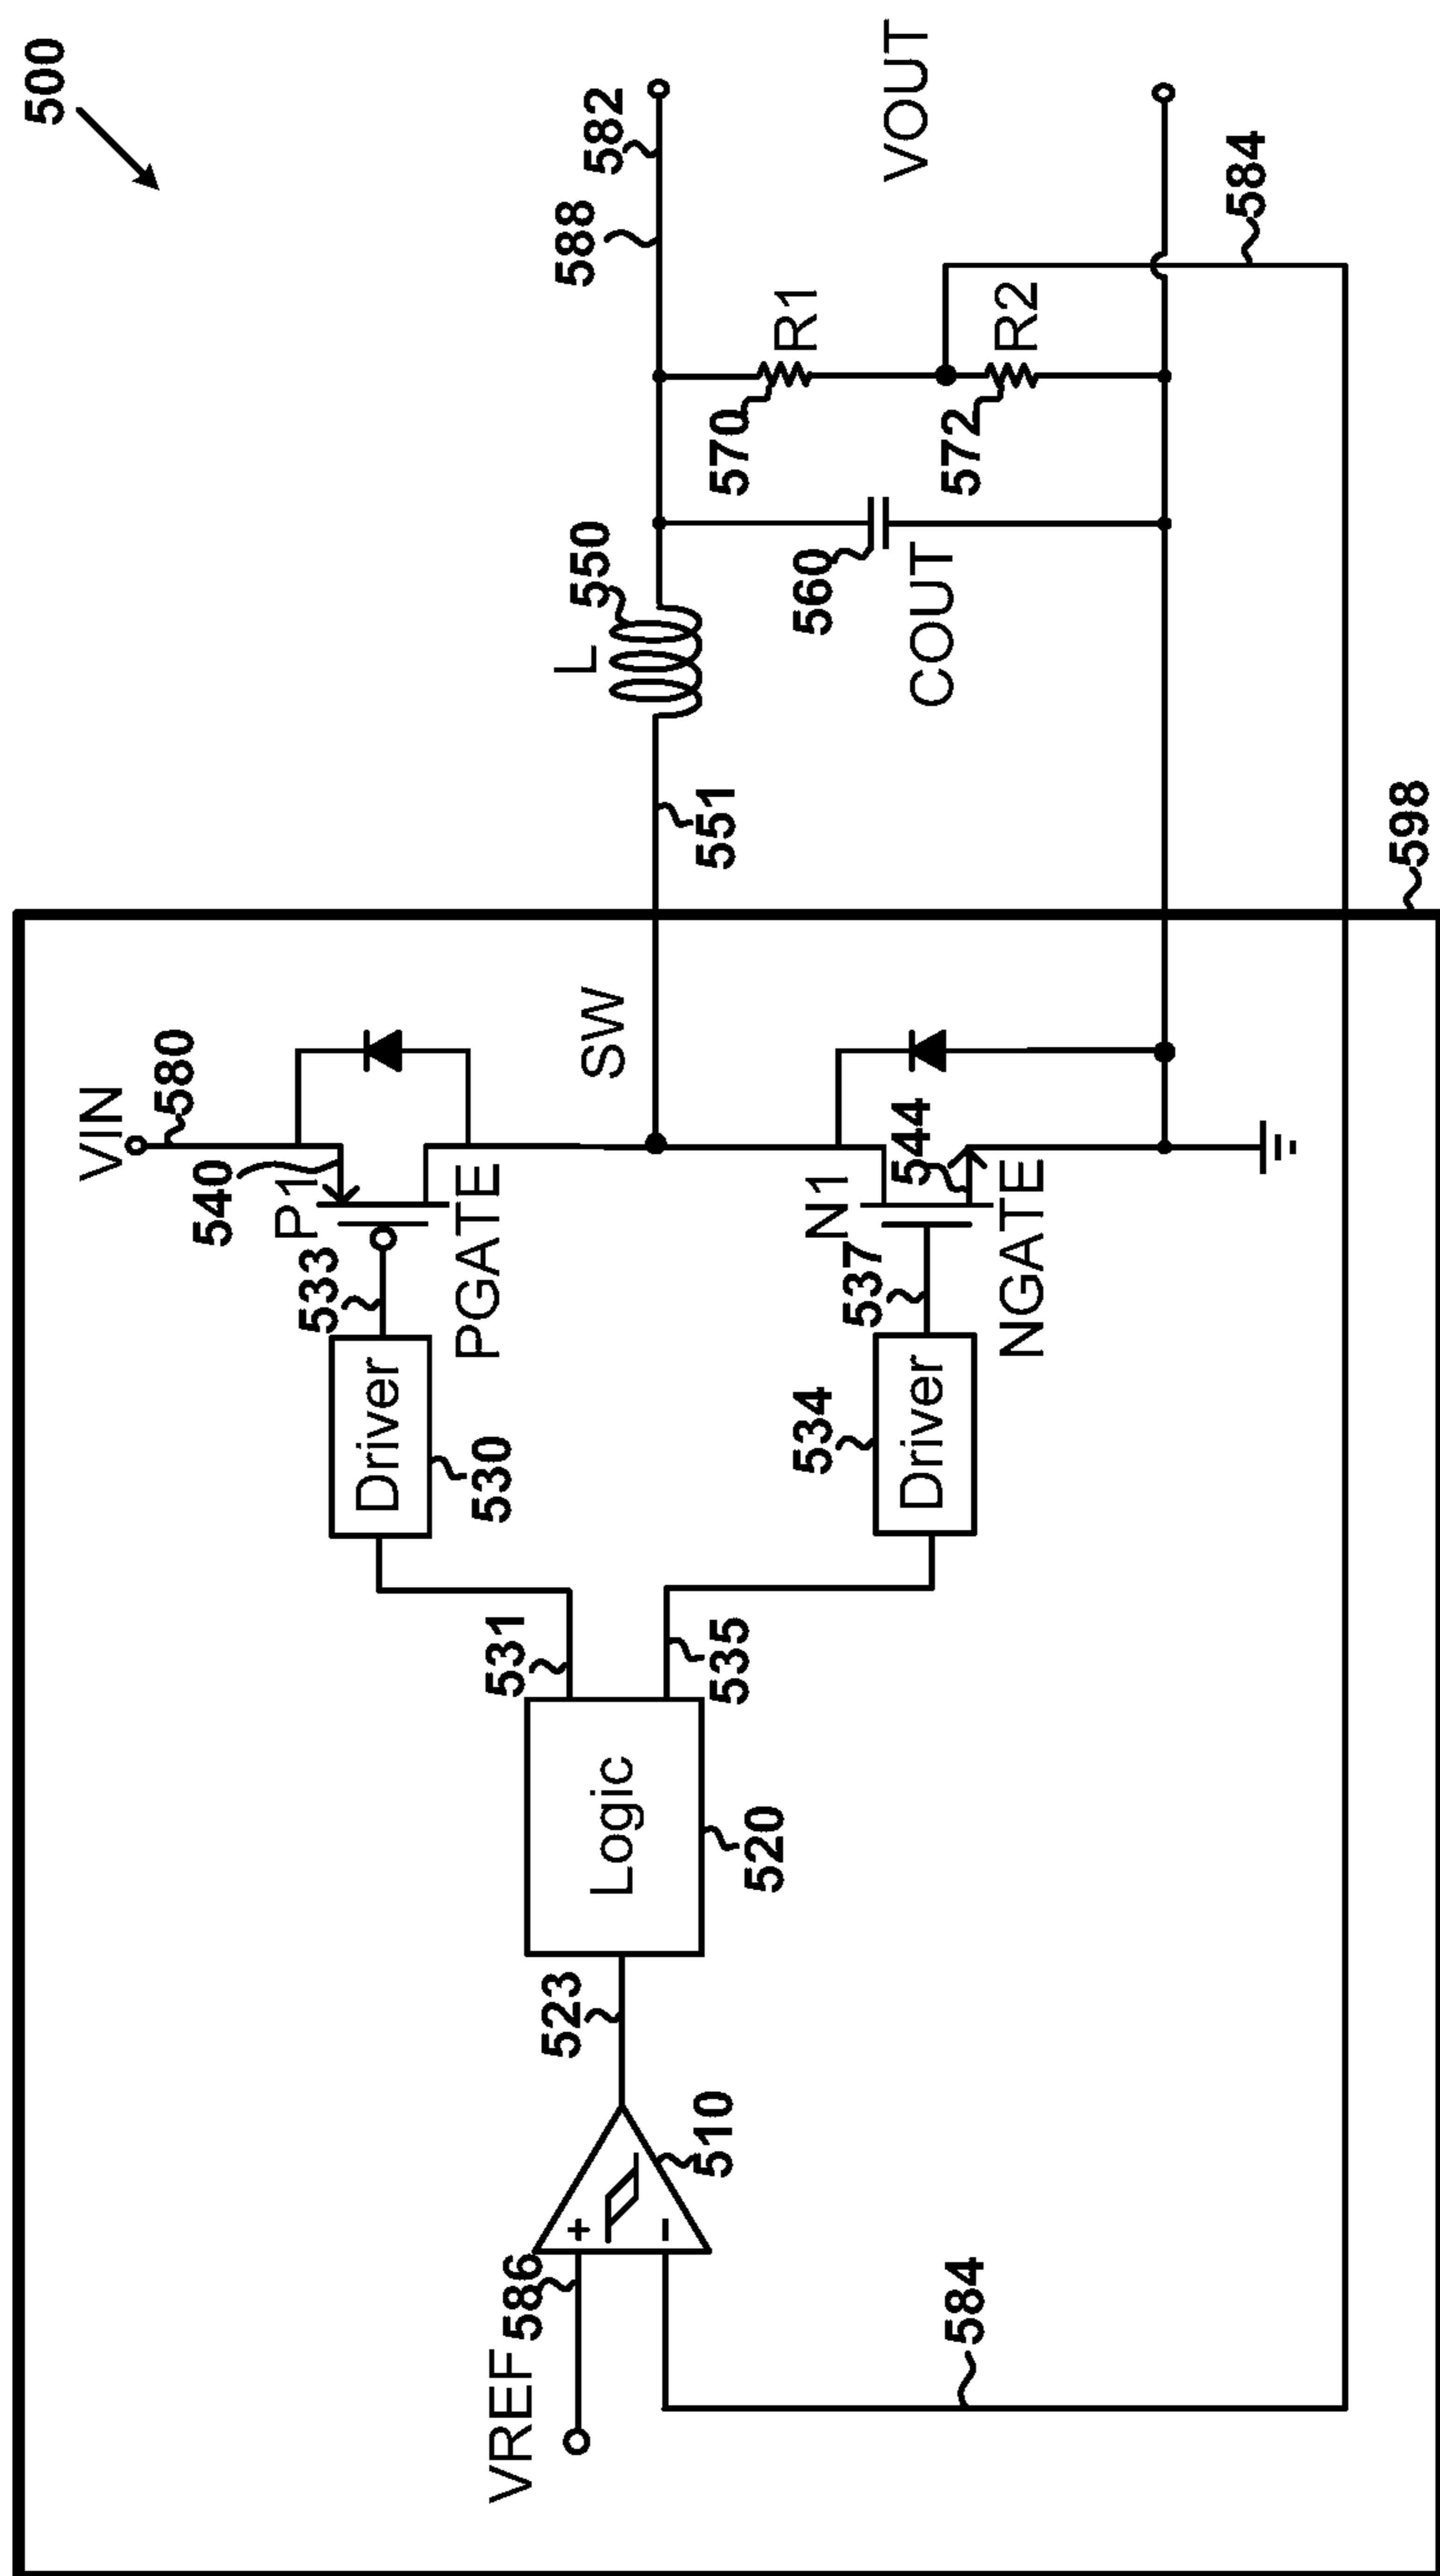 500
VIN
580
540
P1
533
PGATE
Driver
530
531
SW
551
L
550
588
582
VOUT
R1
570
R2
572
560
COUT
584
N1
544
537
NGATE
Driver
534
535
Logic
520
523
510
+
-
VREF
586
584
598